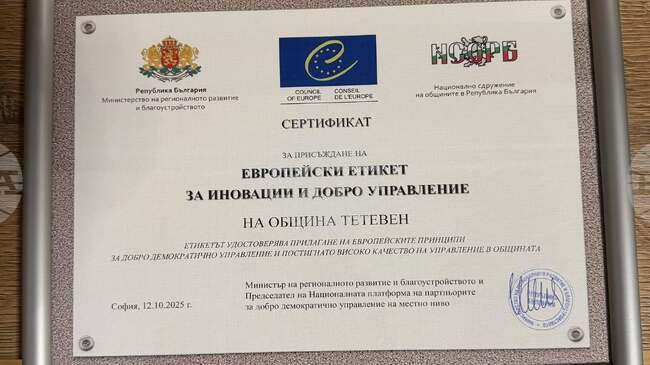 Република България
Министерство на регионалното развитие
и благоустройството
COUNCIL OF EUROPE
CONSEIL DE L'EUROPE
НСОРБ
Национално сдружение
на общините в Република България
СЕРТИФИКАТ
ЗА ПРИСЪЖДАНЕ НА
ЕВРОПЕЙСКИ ЕТИКЕТ
ЗА ИНОВАЦИИ И ДОБРО УПРАВЛЕНИЕ
НА ОБЩИНА ТЕТЕВЕН
ЕТИКЕТЪТ УДОСТОВЕРЯВА ПРИЛАГАНЕ НА ЕВРОПЕЙСКИТЕ ПРИНЦИПИ
ЗА ДОБРО ДЕМОКРАТИЧНО УПРАВЛЕНИЕ И ПОСТИГНАТО ВИСОКО КАЧЕСТВО НА УПРАВЛЕНИЕ В ОБЩИНАТА
Министър на регионалното развитие и благоустройството и
Председател на Националната платформа на партньорите
за добро демократично управление на местно ниво
София, 12.10.2025 г.